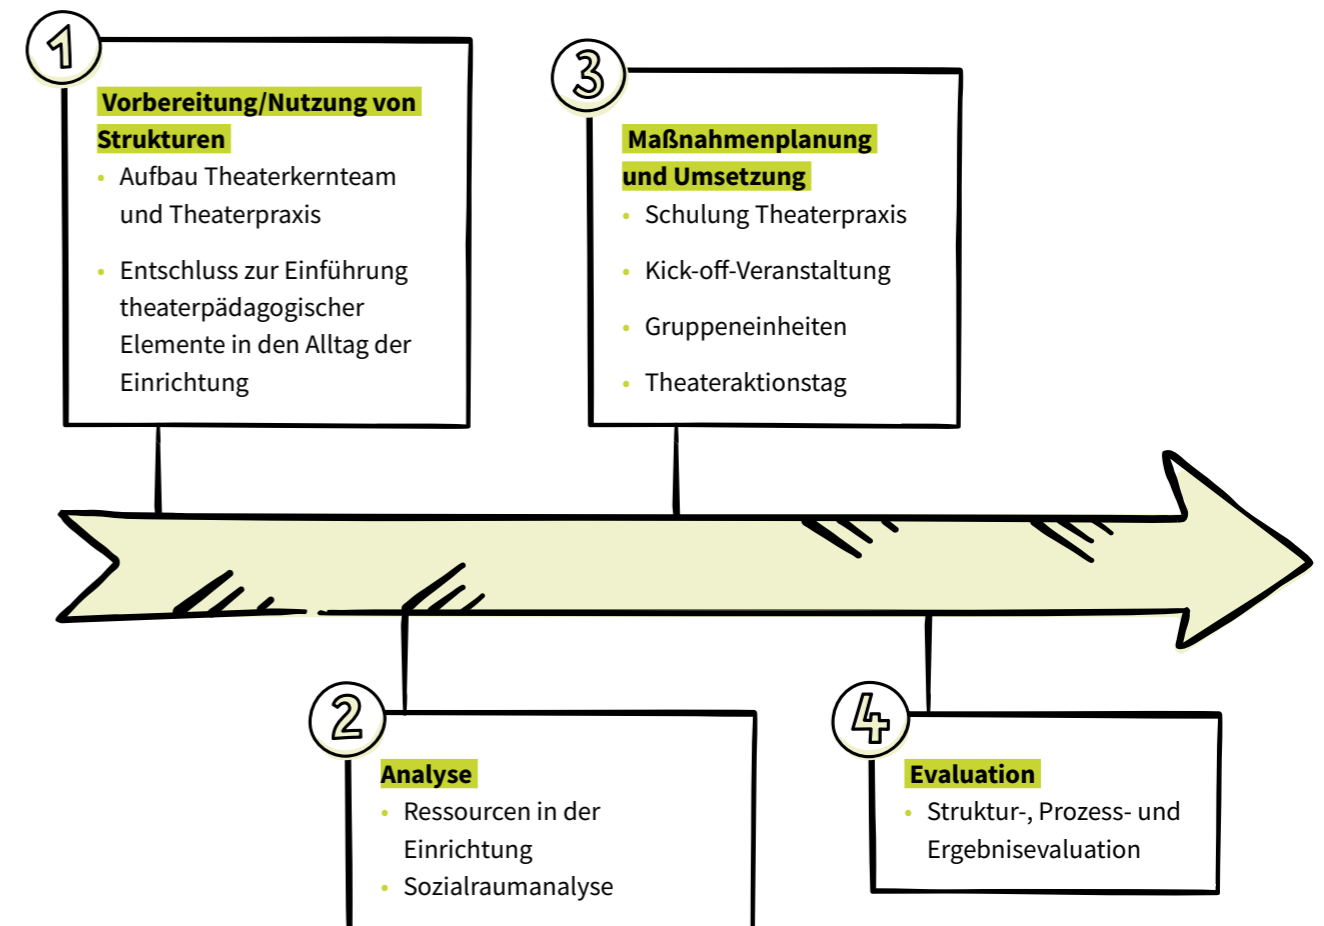 1
Vorbereitung/Nutzung von
Strukturen
• Aufbau Theaterkernteam
und Theaterpraxis
• Entschluss zur Einführung
theaterpädagogischer
Elemente in den Alltag der
Einrichtung
2
Analyse
• Ressourcen in der
Einrichtung
• Sozialraumanalyse
3
Maßnahmenplanung
und Umsetzung
• Schulung Theaterpraxis
• Kick-off-Veranstaltung
• Gruppeneinheiten
• Theateraktionstag
4
Evaluation
• Struktur-, Prozess- und
Ergebnisevaluation